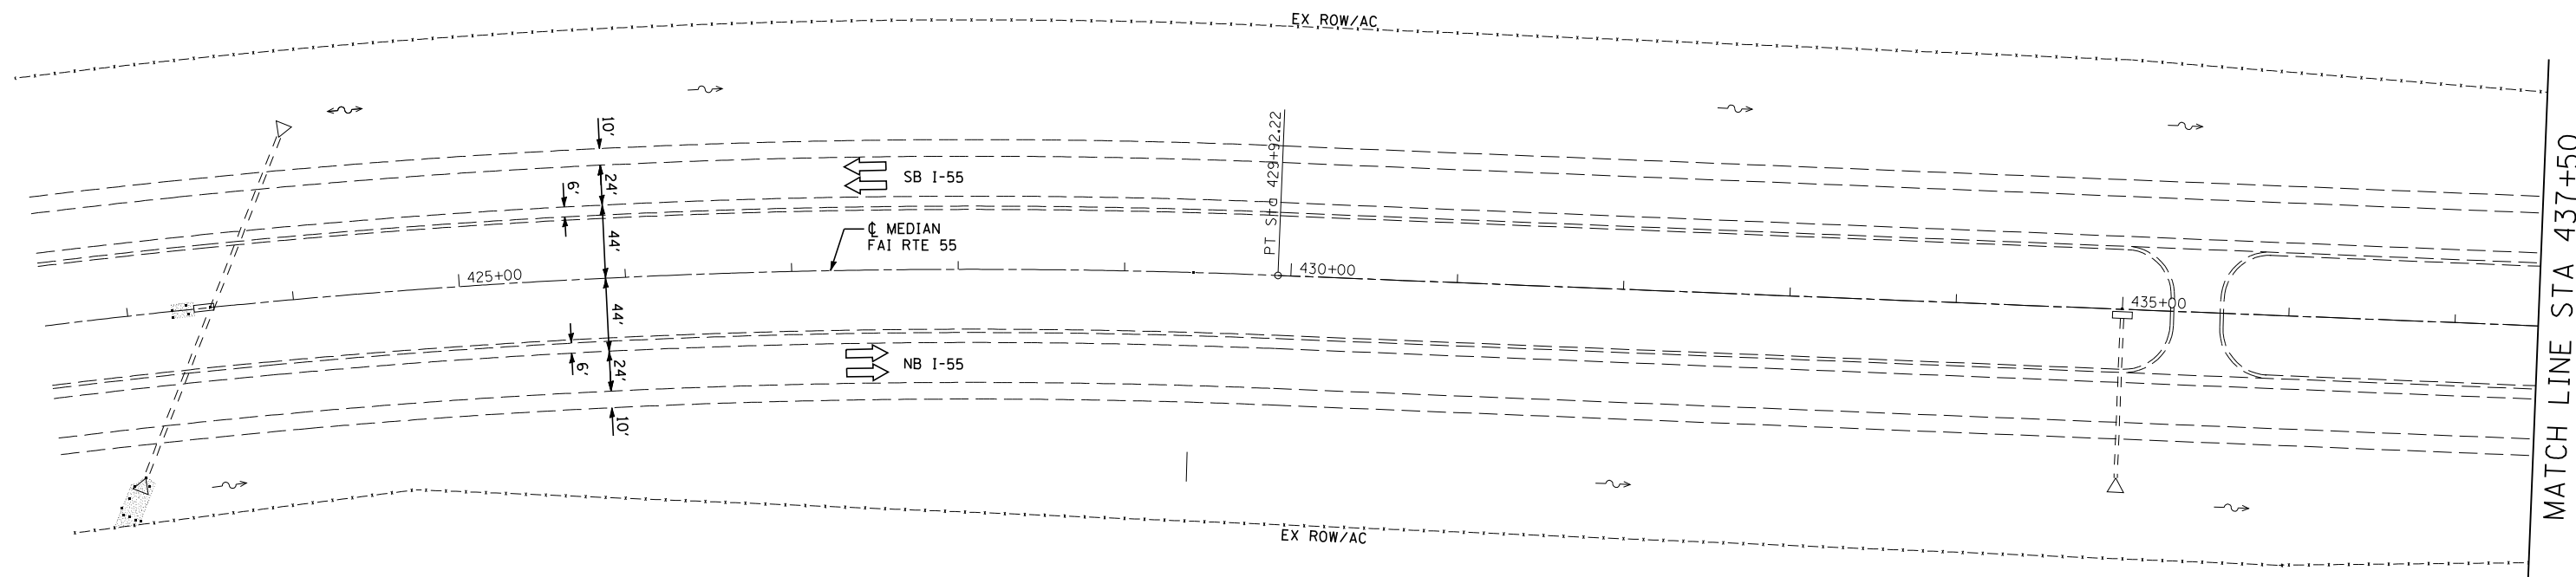 EX ROW/AC
10'
24'
6'
44'
SB I-55
PT Sta 429+92.22
℄ MEDIAN
FAI RTE 55
425+00
430+00
435+00
44'
6'
24'
10'
NB I-55
EX ROW/AC
MATCH LINE STA 437+50